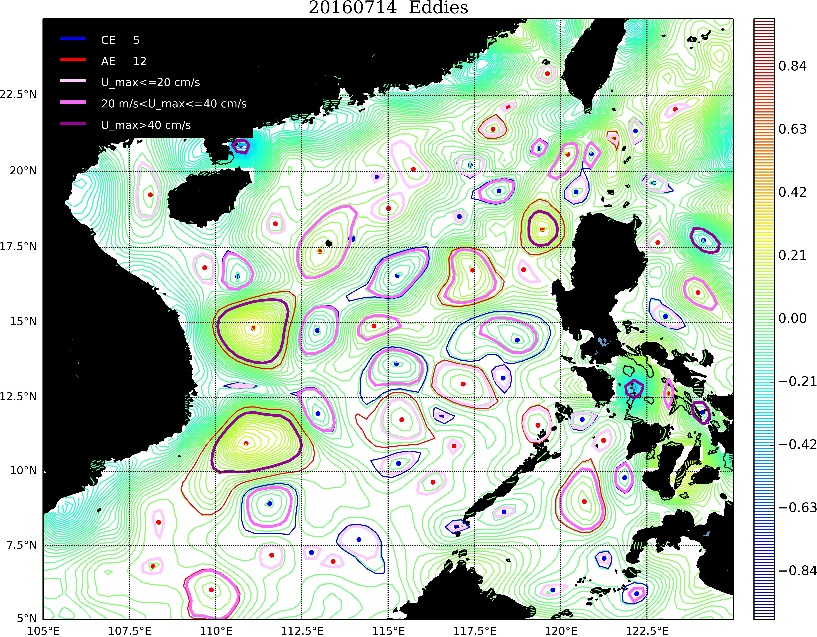 20160714 Eddies
CE 5
AE 12
U_max<=20 cm/s
20 m/s<U_max<=40 cm/s
U_max>40 cm/s
22.5°N
20°N
17.5°N
15°N
12.5°N
10°N
7.5°N
5°N
105°E 107.5°E 110°E 112.5°E 115°E 117.5°E 120°E 122.5°E
0.84
0.63
0.42
0.21
0.00
−0.21
−0.42
−0.63
−0.84